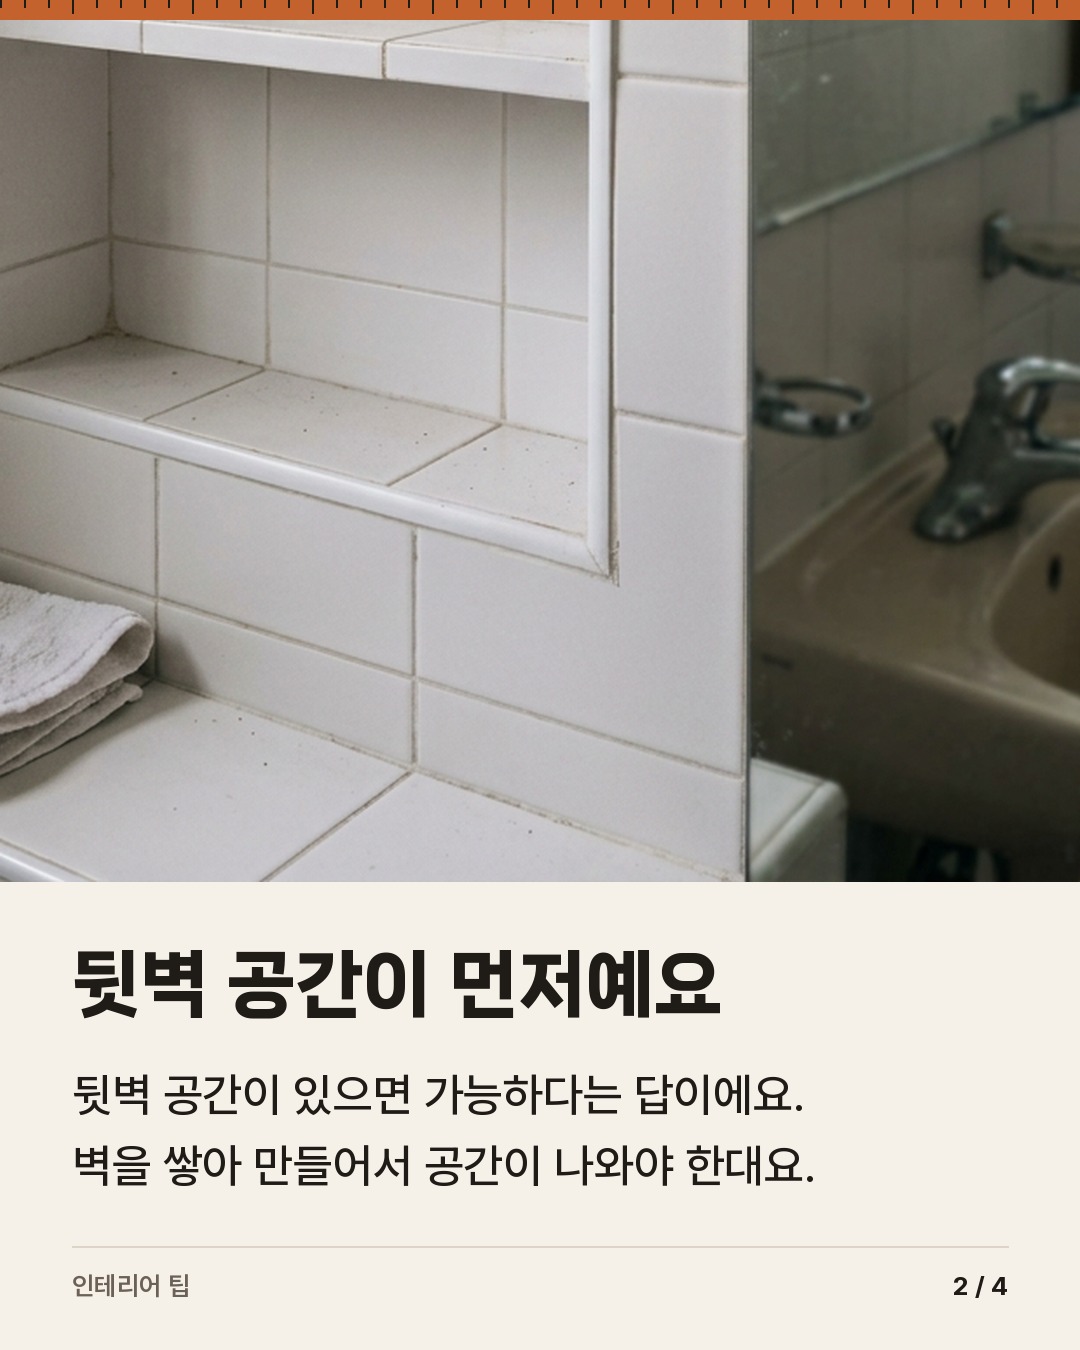 뒷벽 공간이 먼저예요
뒷벽 공간이 있으면 가능하다는 답이에요.
벽을 쌓아 만들어서 공간이 나와야 한대요.
인테리어 팁
2 / 4